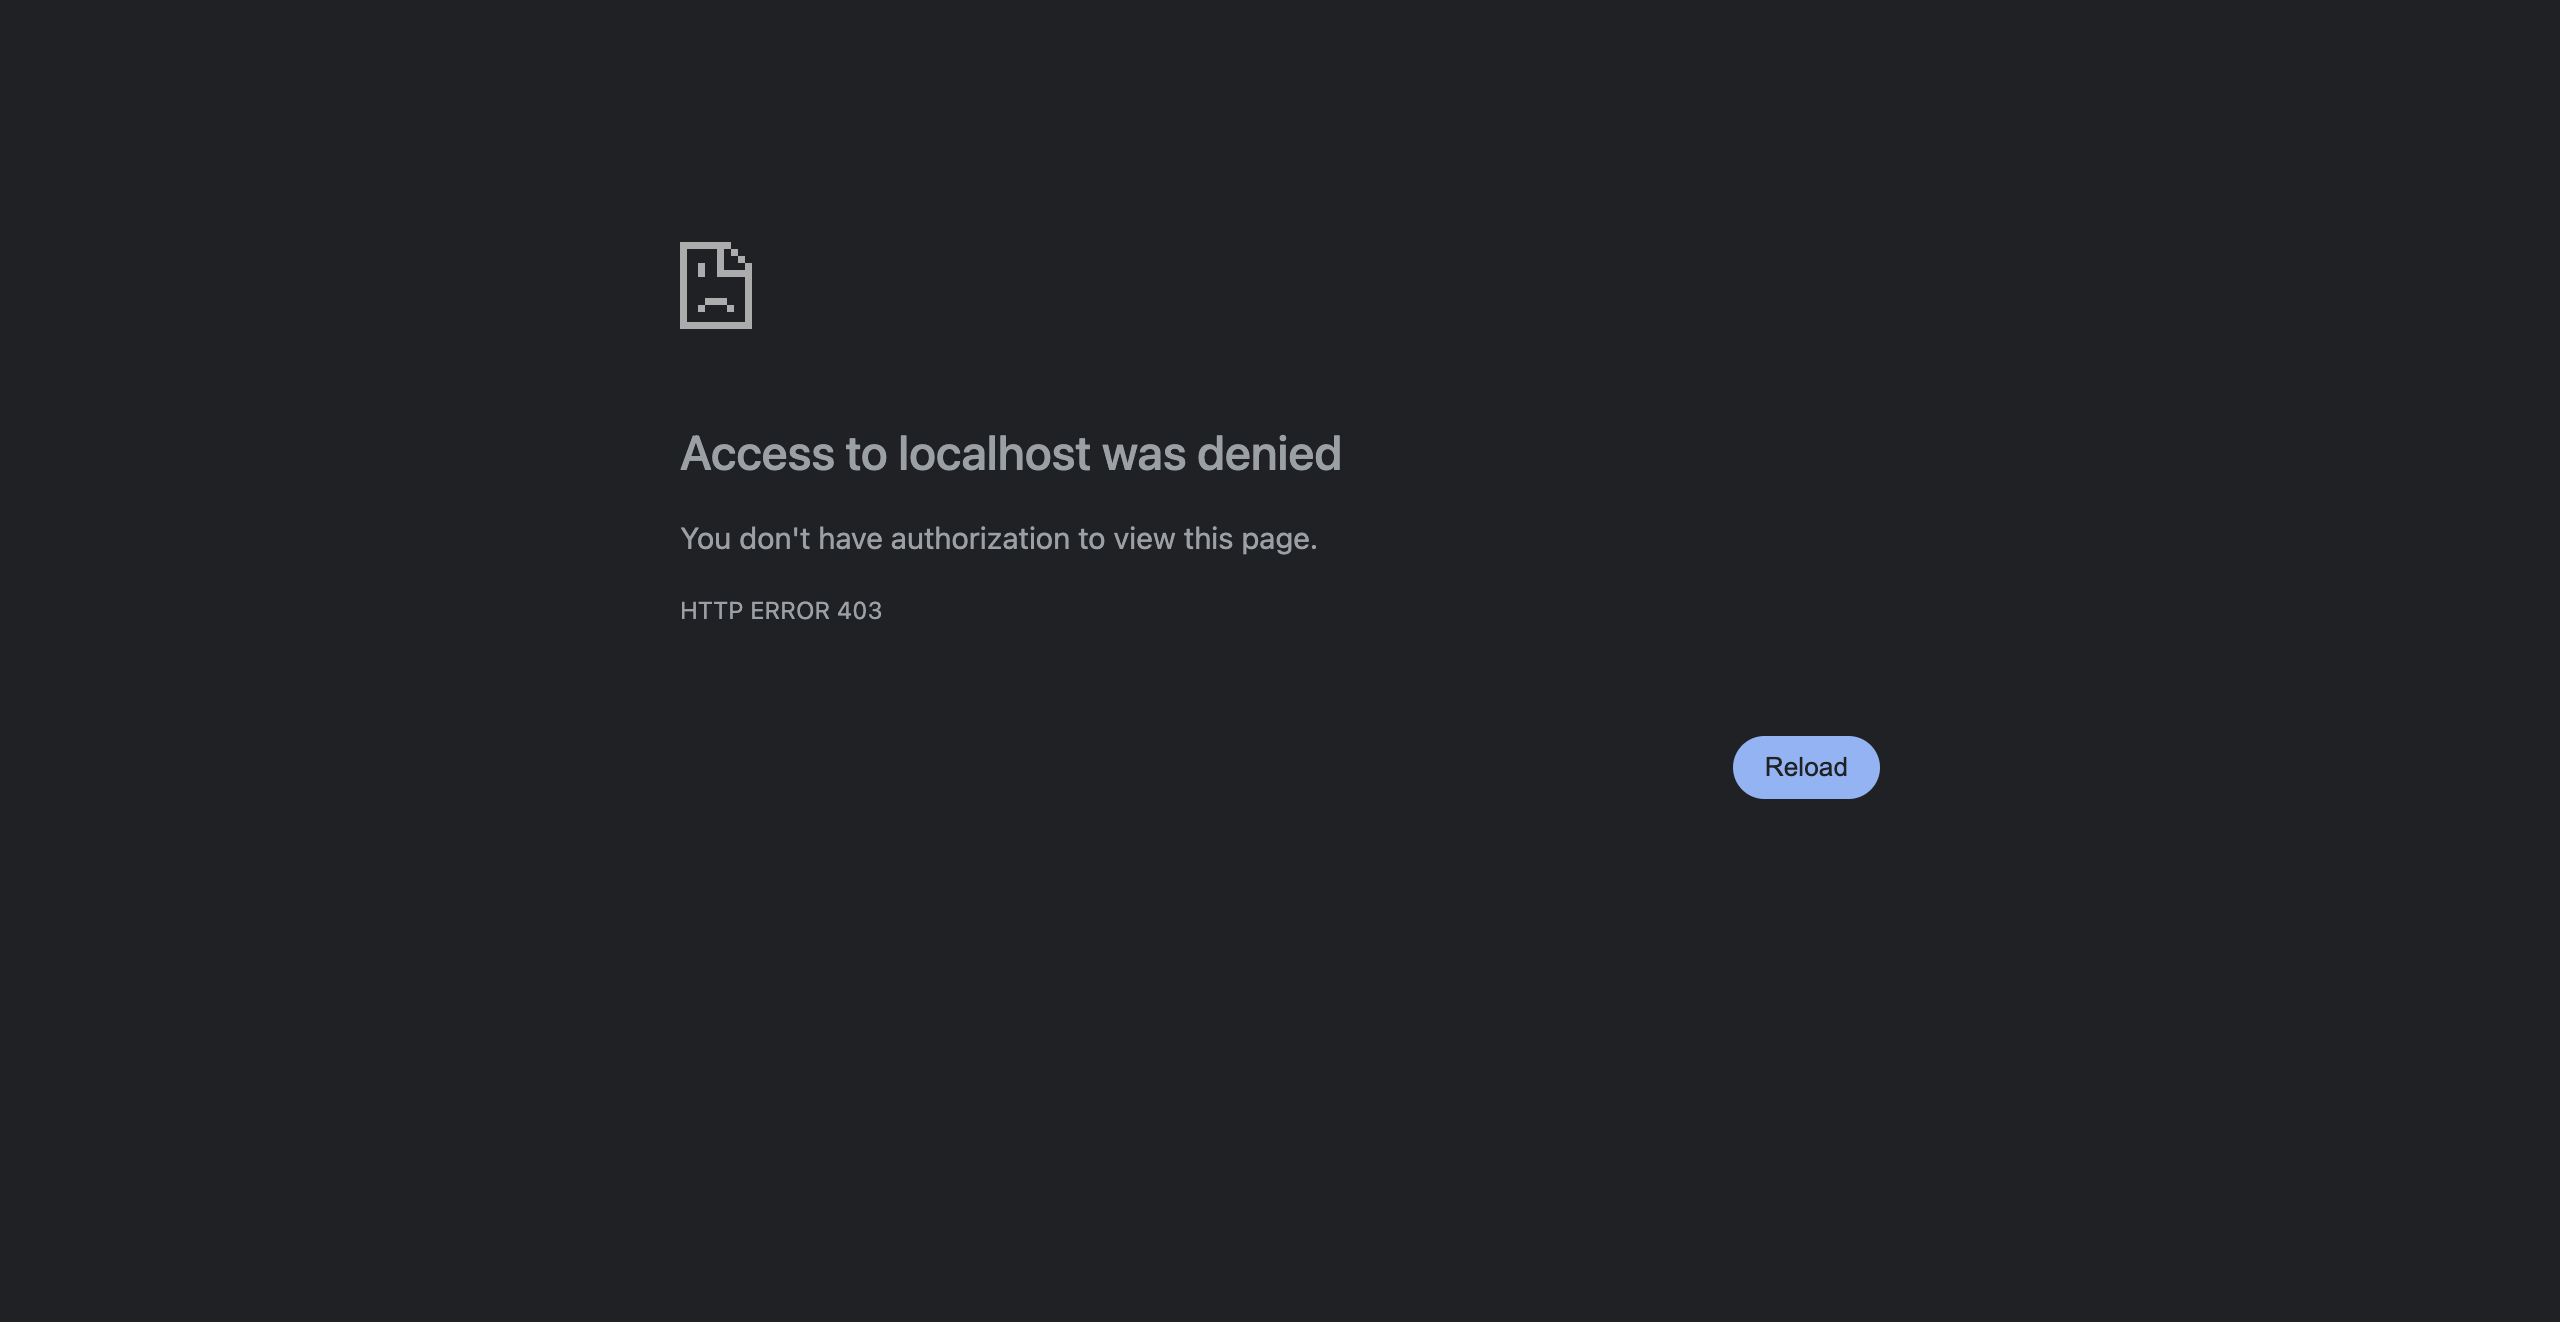 Access to localhost was denied
You don't have authorization to view this page.
HTTP ERROR 403
Reload